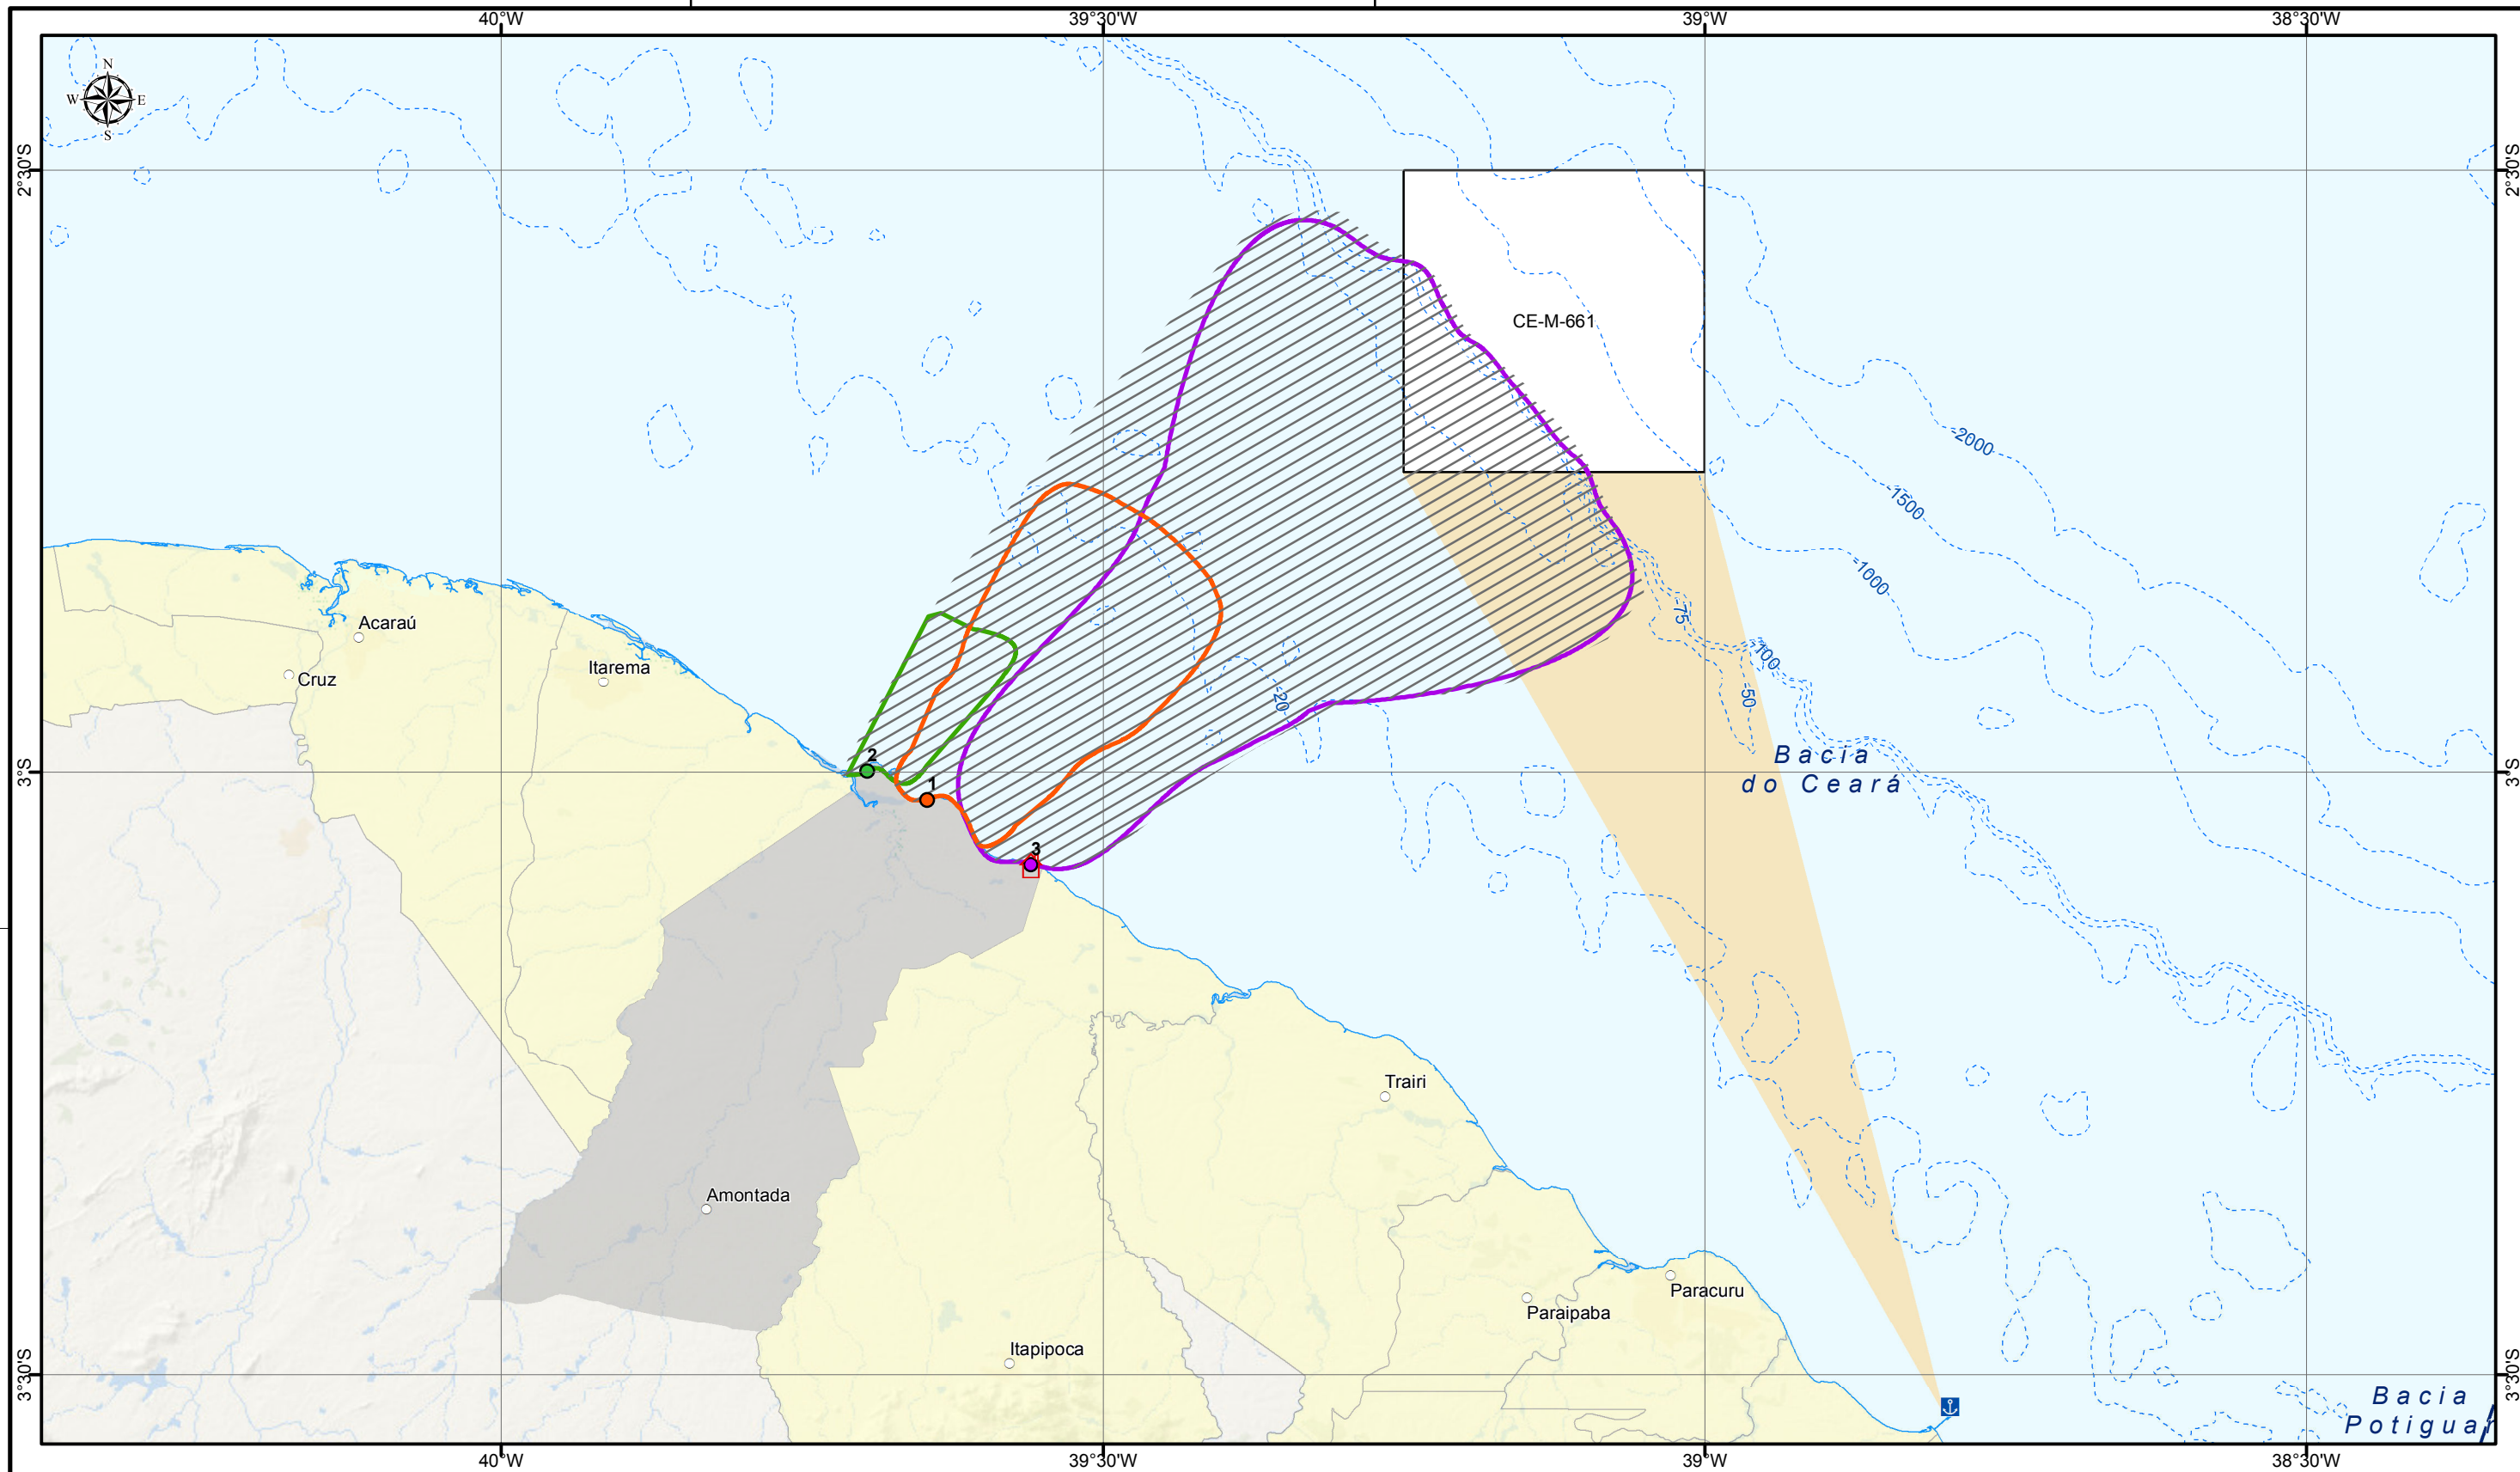 40°W
39°30'W
39°W
38°30'W
N
W E
S
2°30'S
2°30'S
CE-M-661
-2000
-1500
-1000
Acaraú
-75
Itarema
Cruz
-100
-50
-20
2
Bacia
do Ceará
3°S
3°S
1
3
Trairi
Amontada
Paracuru
Paraipaba
Itapipoca
3°30'S
3°30'S
Bacia
Potiguar
40°W
39°30'W
39°W
38°30'W